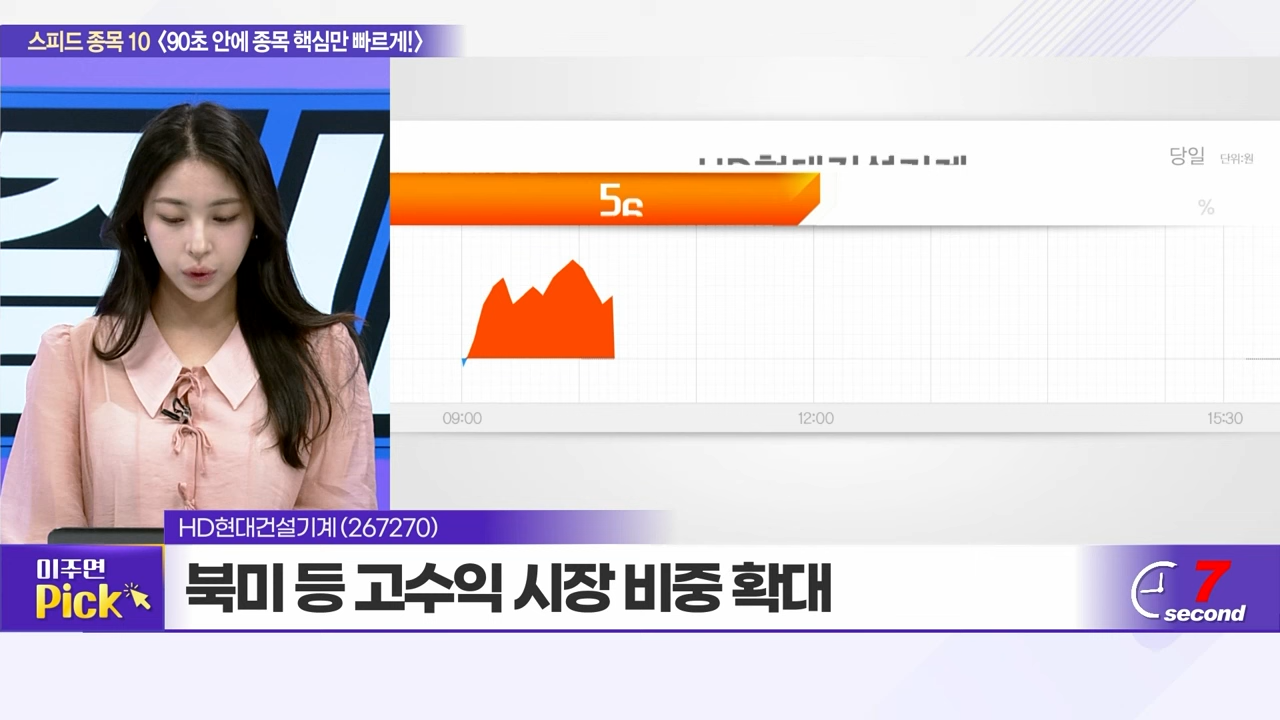 스피드 종목 10 〈90초 안에 종목 핵심만 빠르게!〉
당일 단위:원
%
09:00 12:00 15:30
HD현대건설기계(267270)
미주면
Pick
북미 등 고수익 시장 비중 확대
7
second